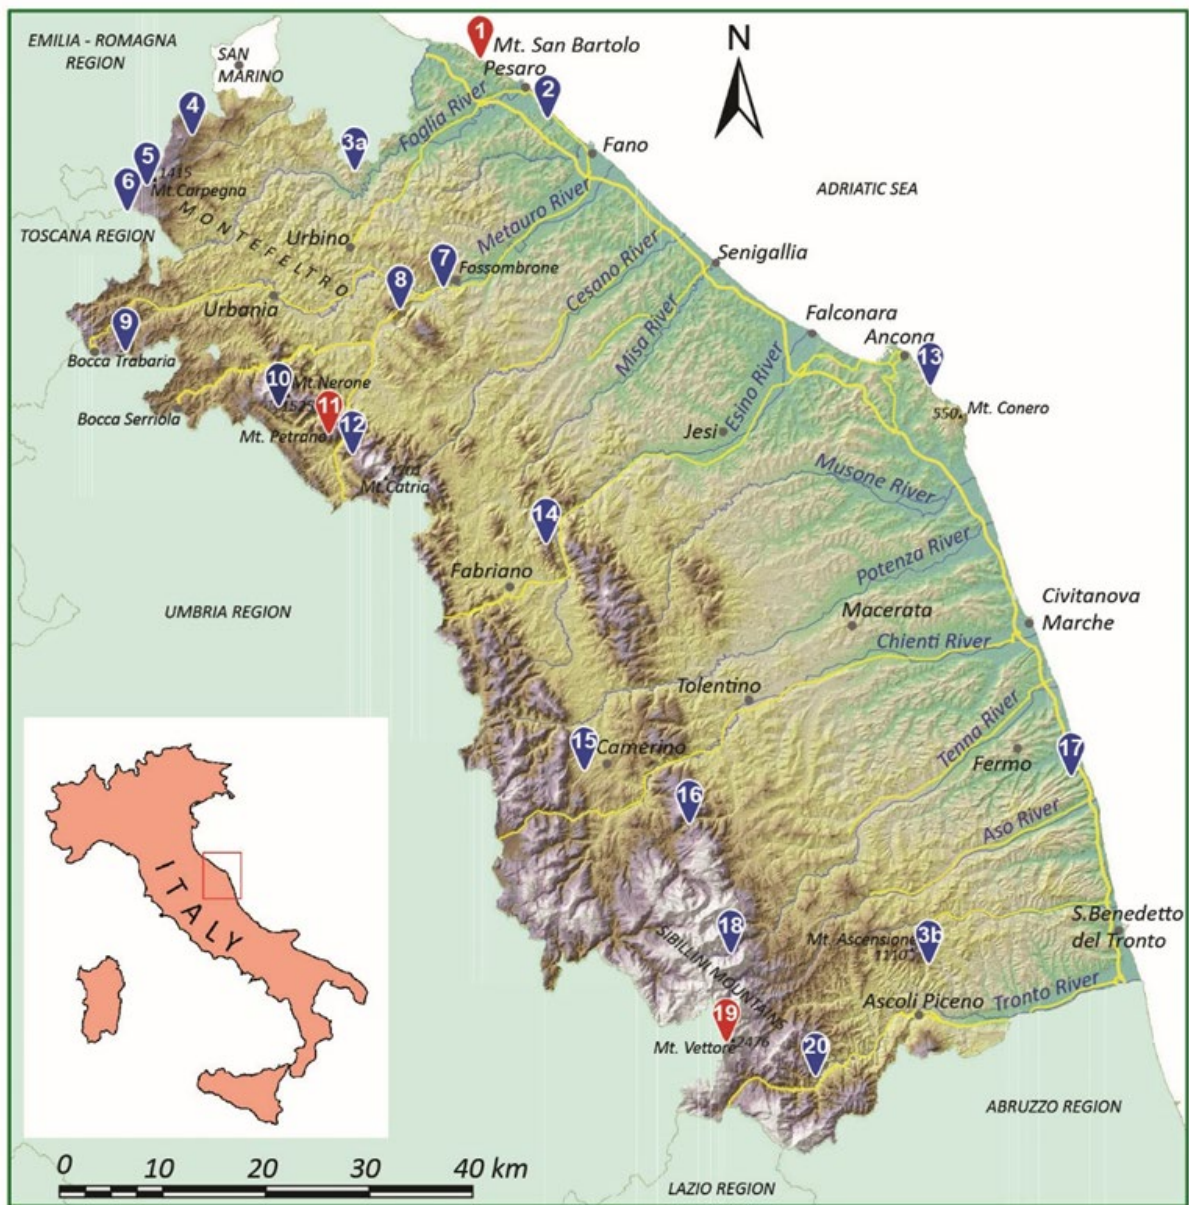 EMILIA - ROMAGNA
REGION
SAN
MARINO
1
Mt. San Bartolo
Pesaro
N
2
4
3a
Foglia River
Fano
5
1415
6
Mt.Carpegna
ADRIATIC SEA
TOSCANA REGION
MONTEFELTRO
Urbino
Metauro River
7
Fossombrone
Cesano River
Senigallia
8
Urbania
Misa River
Falconara
9
Bocca Trabaria
Ancona
13
10
Mt.Nerone
1525
11
Esino River
550
Mt. Conero
Bocca Serriola
Mt. Petrano
12
Jesi
Mt.Catria
Musone River
14
Potenza River
Fabriano
UMBRIA REGION
Macerata
Civitanova
Marche
Chienti River
Tolentino
Tenna River
15
Camerino
Fermo
17
16
Aso River
18
SIBILLINI MOUNTAINS
Mt. Ascensione
1110
3b
S.Benedetto
del Tronto
Ascoli Piceno
Tronto River
19
Mt. Vettore
2476
20
ABRUZZO REGION
ITALY
0 10 20 40 km
LAZIO REGION